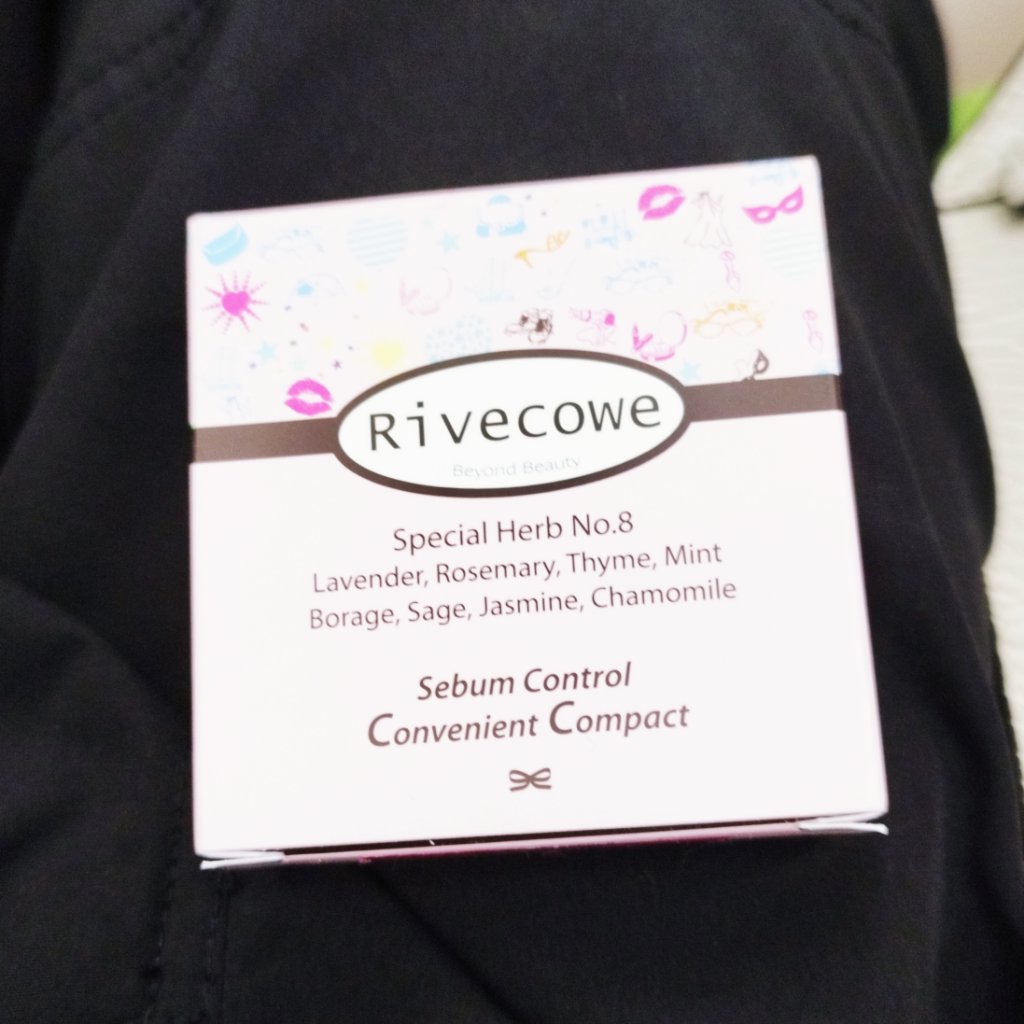 Rivecowe
Beyond Beauty
Special Herb No.8
Lavender, Rosemary, Thyme, Mint
Borage, Sage, Jasmine, Chamomile
Sebum Control
Convenient Compact